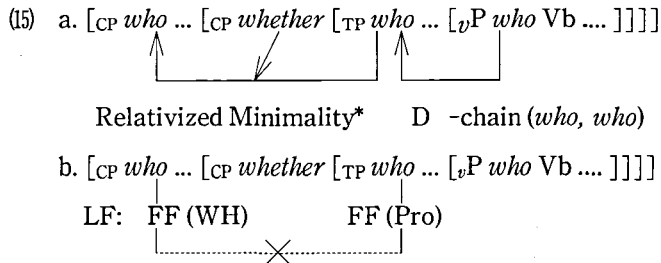 (15) a. [CP who ... [CP whether [TP who ... [vP who Vb .... ]]]]
Relativized Minimality* D -chain (who, who)
b. [CP who ... [CP whether [TP who ... [vP who Vb .... ]]]]
LF: FF (WH) FF (Pro)